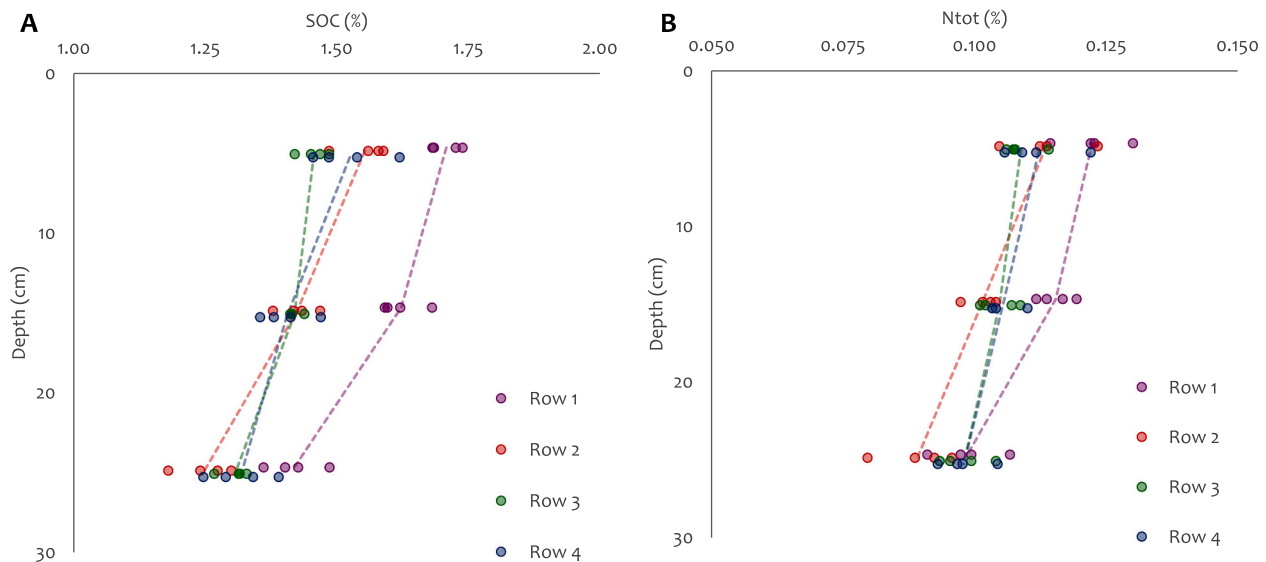 A
SOC (%)
1.00 1.25 1.50 1.75 2.00
0
10
20
30
Depth (cm)
Row 1
Row 2
Row 3
Row 4
B
Ntot (%)
0.050 0.075 0.100 0.125 0.150
0
10
20
30
Depth (cm)
Row 1
Row 2
Row 3
Row 4